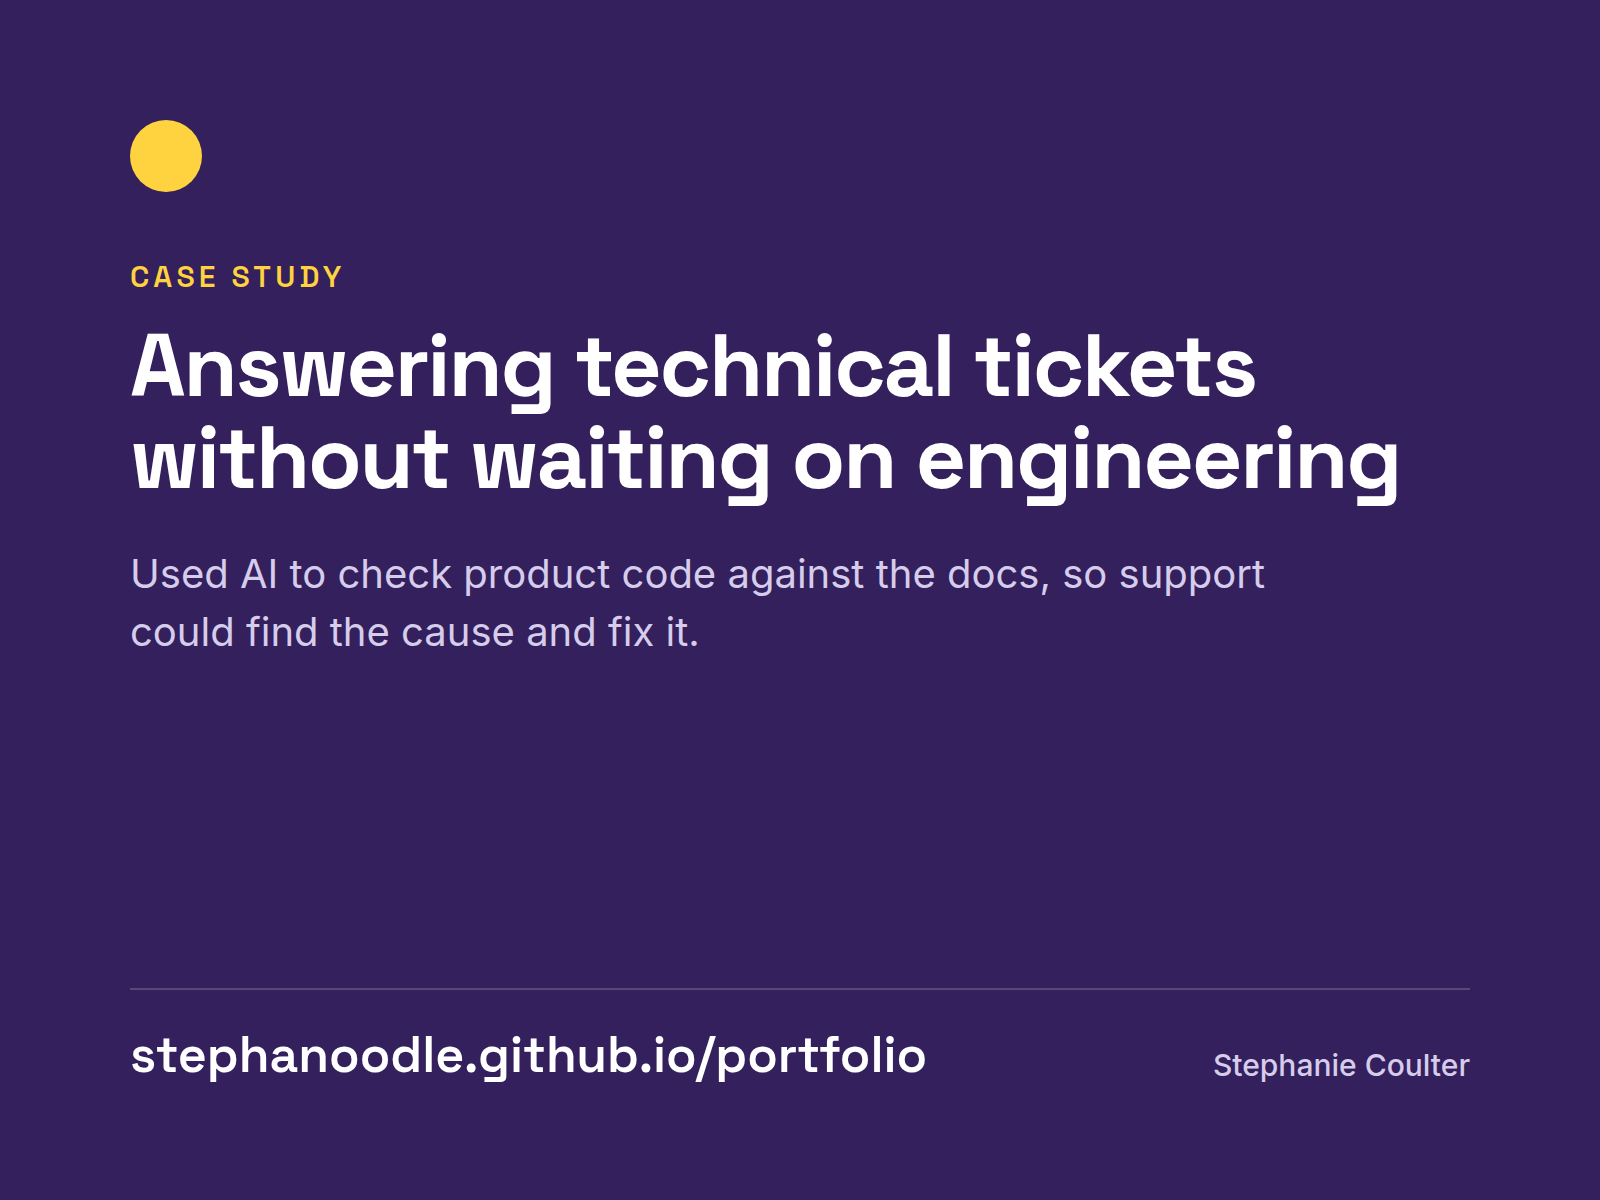 CASE STUDY
Answering technical tickets
without waiting on engineering
Used AI to check product code against the docs, so support
could find the cause and fix it.
stephanoodle.github.io/portfolio
Stephanie Coulter